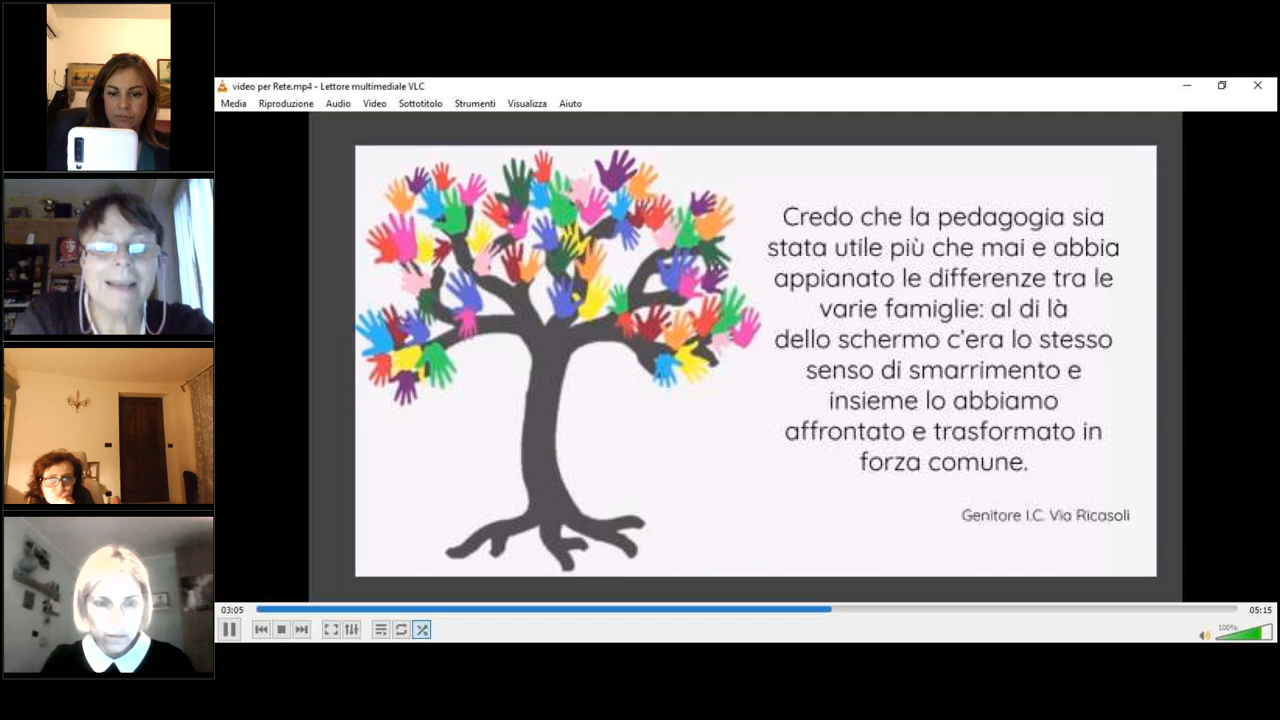 video per Rete.mp4 - Lettore multimediale VLC
Media Riproduzione Audio Video Sottotitolo Strumenti Visualizza Aiuto
Credo che la pedagogia sia
stata utile più che mai e abbia
appianato le differenze tra le
varie famiglie: al di là
dello schermo c'era lo stesso
senso di smarrimento e
insieme lo abbiamo
affrontato e trasformato in
forza comune.
Genitore I.C. Via Ricasoli
03:05
05:15
100%